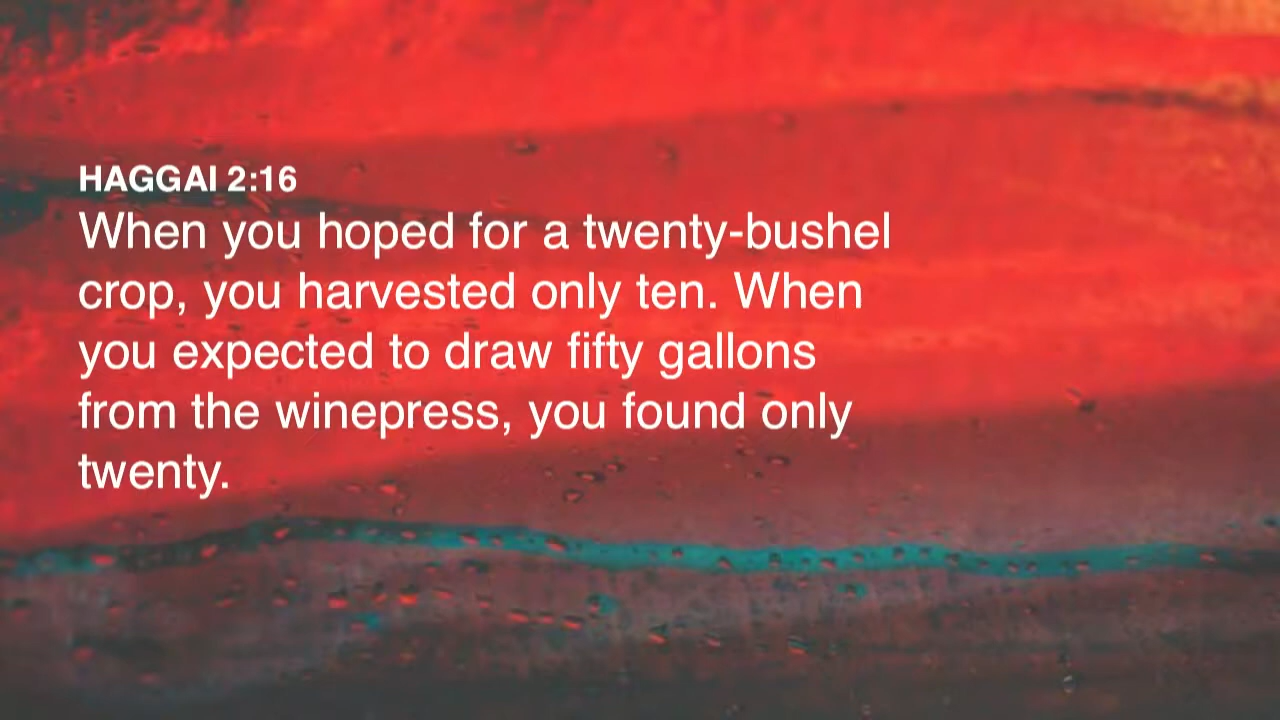 HAGGAI 2:16
When you hoped for a twenty-bushel
crop, you harvested only ten. When
you expected to draw fifty gallons
from the winepress, you found only
twenty.